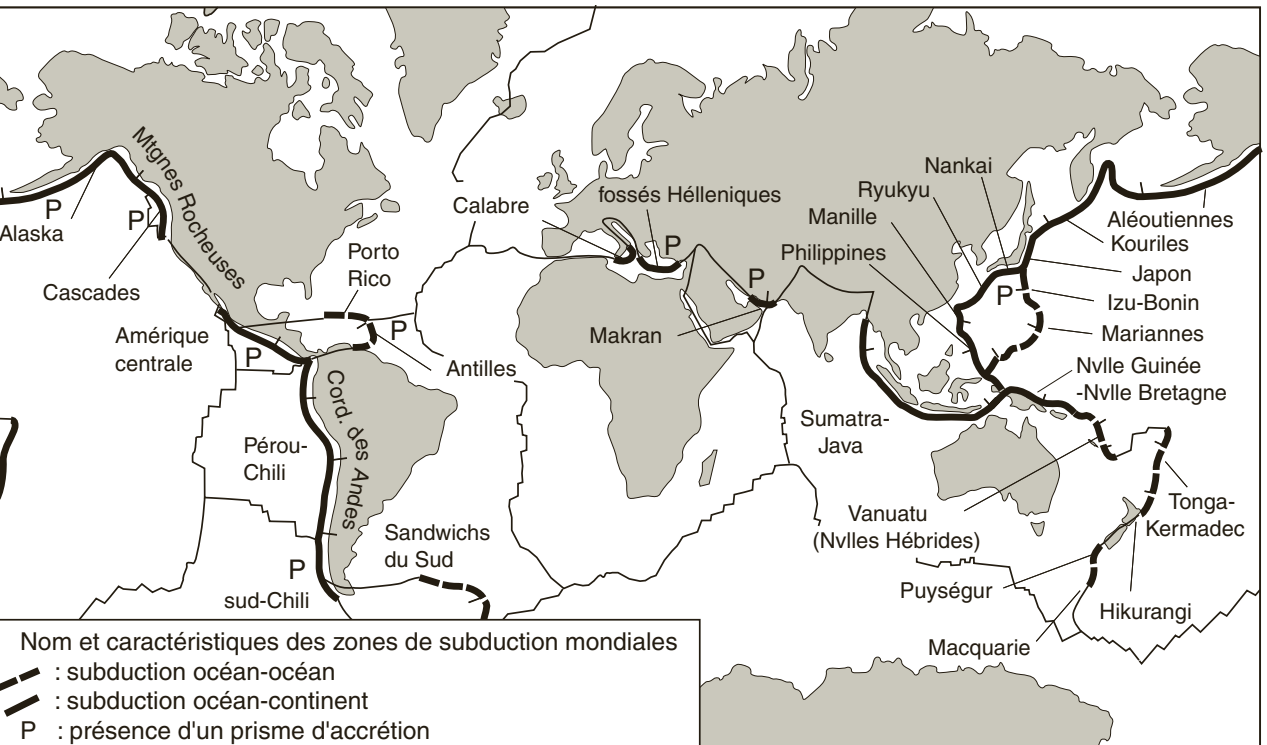 Mtgnes Rocheuses
P
Alaska
P
Cascades
Amérique
centrale
P
Porto
Rico
P
Antilles
Pérou-
Chili
Cord. des Andes
P
sud-Chili
Sandwichs
du Sud
Calabre
fossés Hélleniques
P
P
Makran
Nankai
Ryukyu
Manille
Philippines
P
Aléoutiennes
Kouriles
Japon
Izu-Bonin
Mariannes
Nvlle Guinée
-Nvlle Bretagne
Sumatra-
Java
Vanuatu
(Nvlles Hébrides)
Tonga-
Kermadec
Puységur
Hikurangi
Macquarie
Nom et caractéristiques des zones de subduction mondiales
: subduction océan-océan
: subduction océan-continent
P : présence d'un prisme d'accrétion